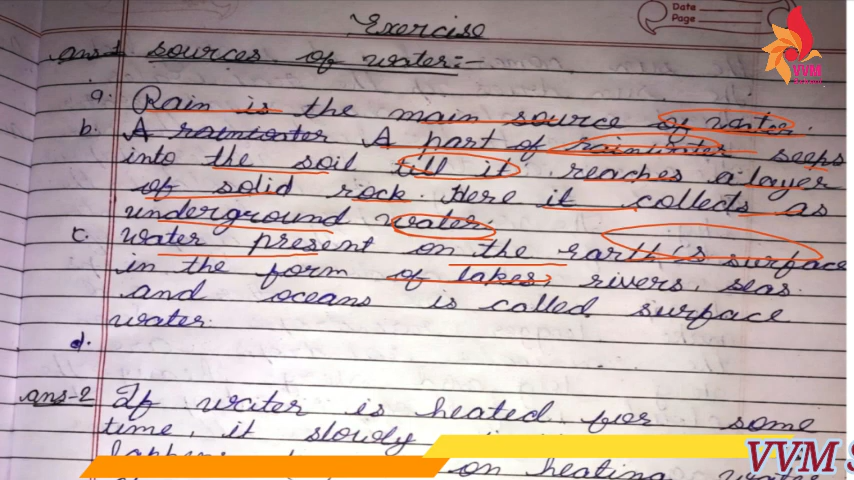 Exercise
Date
Page
VVM
ans-1 sources of water:-
a. Rain is the main source of water.
b. A rainwater A part of rainwater seeps
into the soil till it reaches a layer
of solid rock. Here it collects as
underground water.
c. water present on the earth's surface
in the form of lakes, rivers, seas
and oceans is called surface
water.
d.
ans-2 If water is heated for some
time, it slowly
on heating water
VVM S